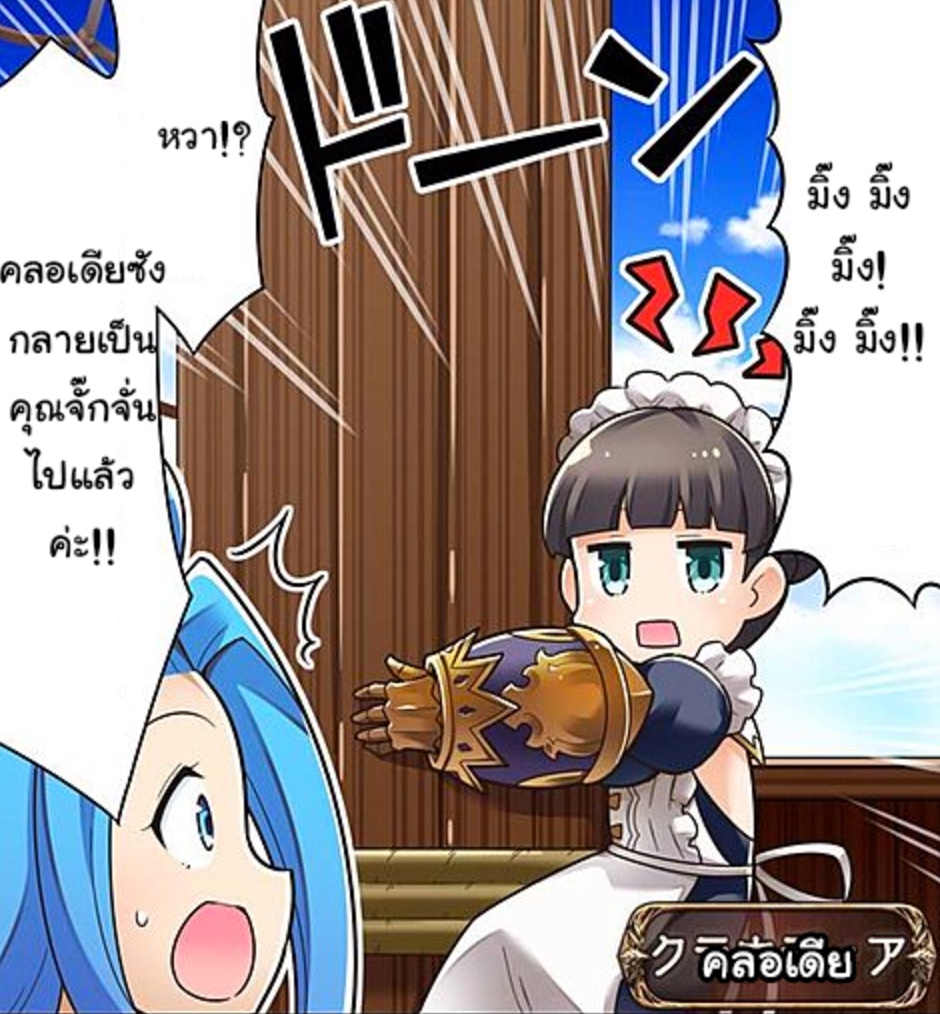 ドーン
มิ๊ง มิ๊ง
มิ๊ง!
มิ๊ง มิ๊ง!!
หวา!?
คลอเดียซัง
กลายเป็น
คุณจั๊กจั่น
ไปแล้ว
ค่ะ!!
คลอเดีย